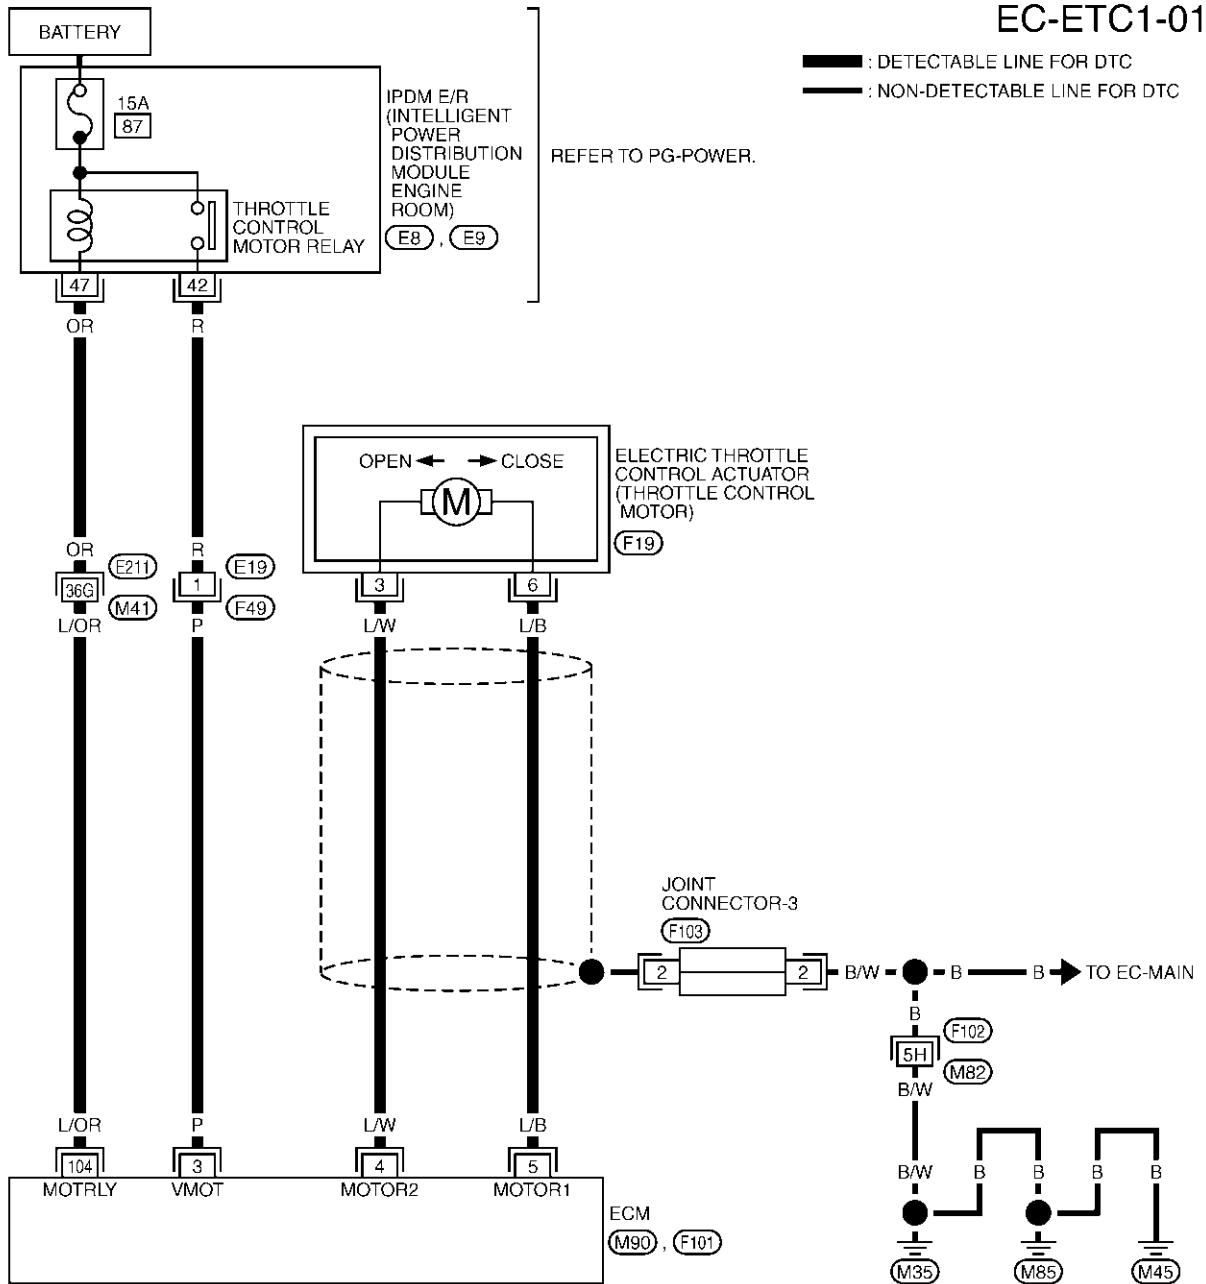 EC-ETC1-01
BATTERY
: DETECTABLE LINE FOR DTC
: NON-DETECTABLE LINE FOR DTC
15A
87
IPDM E/R
(INTELLIGENT
POWER
DISTRIBUTION
MODULE
ENGINE
ROOM)
E8 , E9
REFER TO PG-POWER.
THROTTLE
CONTROL
MOTOR RELAY
47 42
OR R
OPEN CLOSE
M
ELECTRIC THROTTLE
CONTROL ACTUATOR
(THROTTLE CONTROL
MOTOR)
F19
OR R
E211 E19
36G 1
M41 F49
3 6
L/OR P L/W L/B
JOINT
CONNECTOR-3
F103
2 2 B/W B B TO EC-MAIN
B
F102
5H
M82
B/W
L/OR P L/W L/B
104 3 4 5
MOTRLY VMOT MOTOR2 MOTOR1
ECM
M90 , F101
B/W B B B B
M35 M85 M45